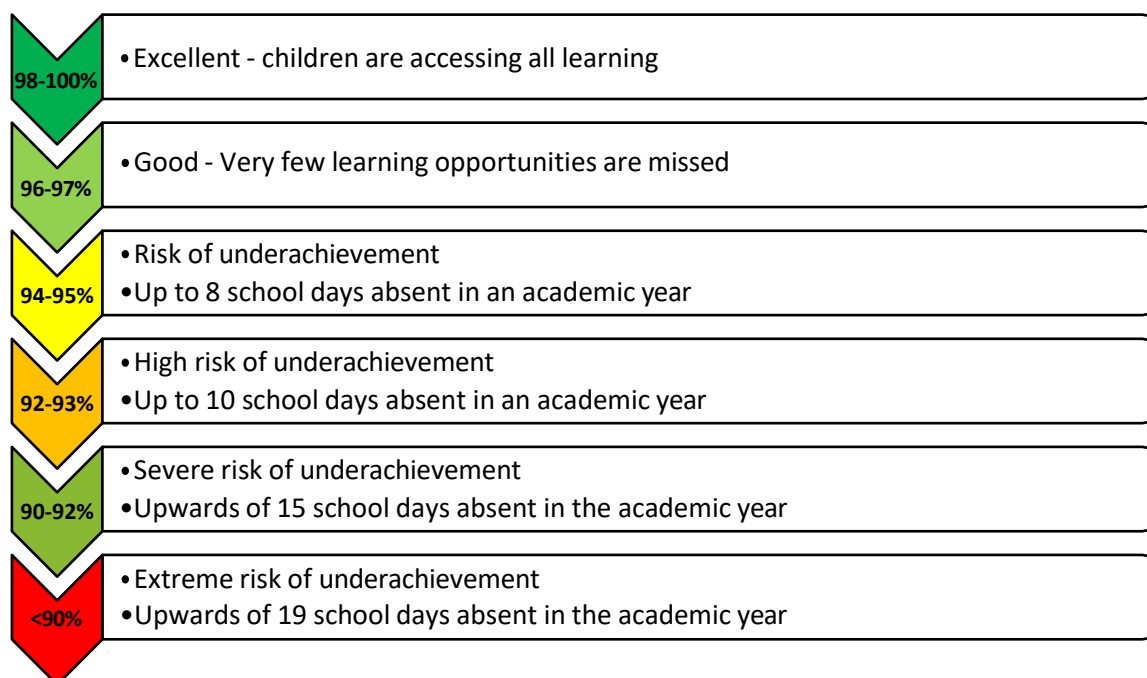 98-100%
• Excellent - children are accessing all learning
96-97%
• Good - Very few learning opportunities are missed
94-95%
• Risk of underachievement
• Up to 8 school days absent in an academic year
92-93%
• High risk of underachievement
• Up to 10 school days absent in an academic year
90-92%
• Severe risk of underachievement
• Upwards of 15 school days absent in the academic year
<90%
• Extreme risk of underachievement
• Upwards of 19 school days absent in the academic year